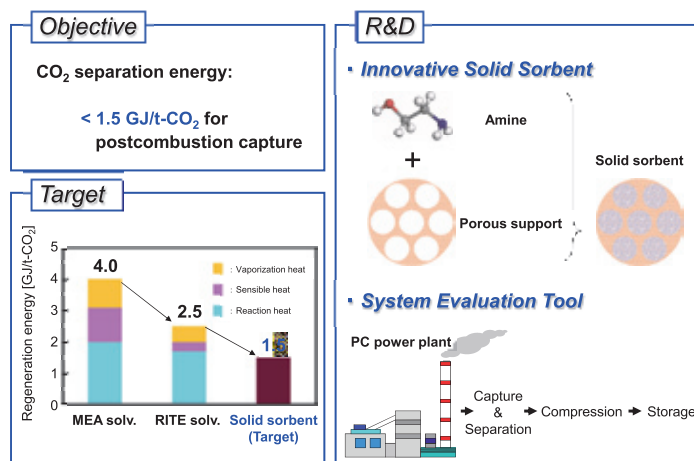 Objective
CO₂ separation energy:
< 1.5 GJ/t-CO₂ for
postcombustion capture
Target
Regeneration energy [GJ/t-CO₂]
5
4
3
2
1
0
4.0
2.5
1.5
: Vaporization heat
: Sensible heat
: Reaction heat
MEA solv.
RITE solv.
Solid sorbent
(Target)
R&D
· Innovative Solid Sorbent
Amine
+
Porous support
Solid sorbent
· System Evaluation Tool
PC power plant
Capture
&
Separation
Compression
Storage